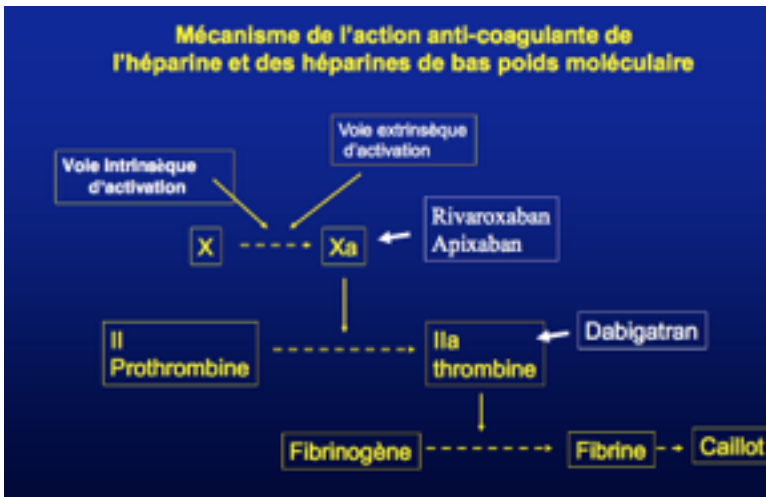 Mécanisme de l'action anti-coagulante de
l'héparine et des héparines de bas poids moléculaire
Voie extrinsèque
d'activation
Voie intrinsèque
d'activation
Rivaroxaban
Apixaban
X
Xa
II
Prothrombine
IIa
thrombine
Dabigatran
Fibrinogène
Fibrine
Caillot